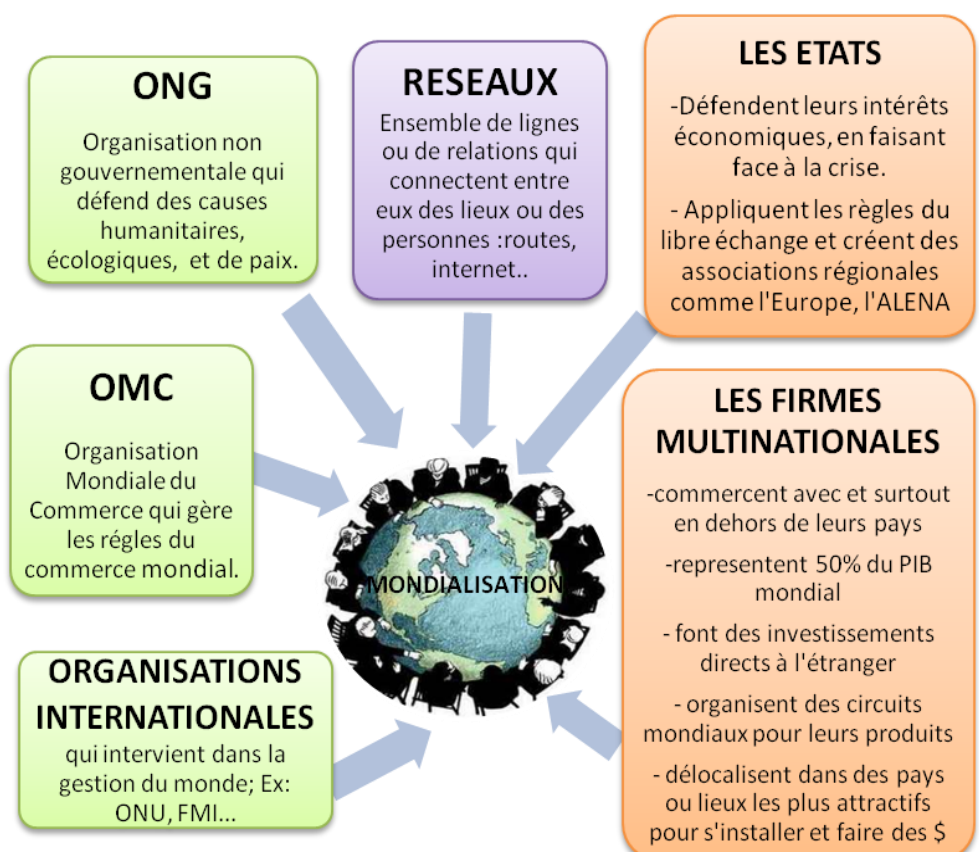 ONG
Organisation non
gouvernementale qui
défend des causes
humanitaires,
écologiques, et de paix.
RESEAUX
Ensemble de lignes
ou de relations qui
connectent entre
eux des lieux ou des
personnes :routes,
internet..
LES ETATS
-Défendent leurs intérêts
économiques, en faisant
face à la crise.
- Appliquent les règles du
libre échange et créent des
associations régionales
comme l'Europe, l'ALENA
OMC
Organisation
Mondiale du
Commerce qui gère
les régles du
commerce mondial.
MONDIALISATION
LES FIRMES
MULTINATIONALES
-commercent avec et surtout
en dehors de leurs pays
-representent 50% du PIB
mondial
- font des investissements
directs à l'étranger
- organisent des circuits
mondiaux pour leurs produits
- délocalisent dans des pays
ou lieux les plus attractifs
pour s'installer et faire des $
ORGANISATIONS
INTERNATIONALES
qui intervient dans la
gestion du monde; Ex:
ONU, FMI...